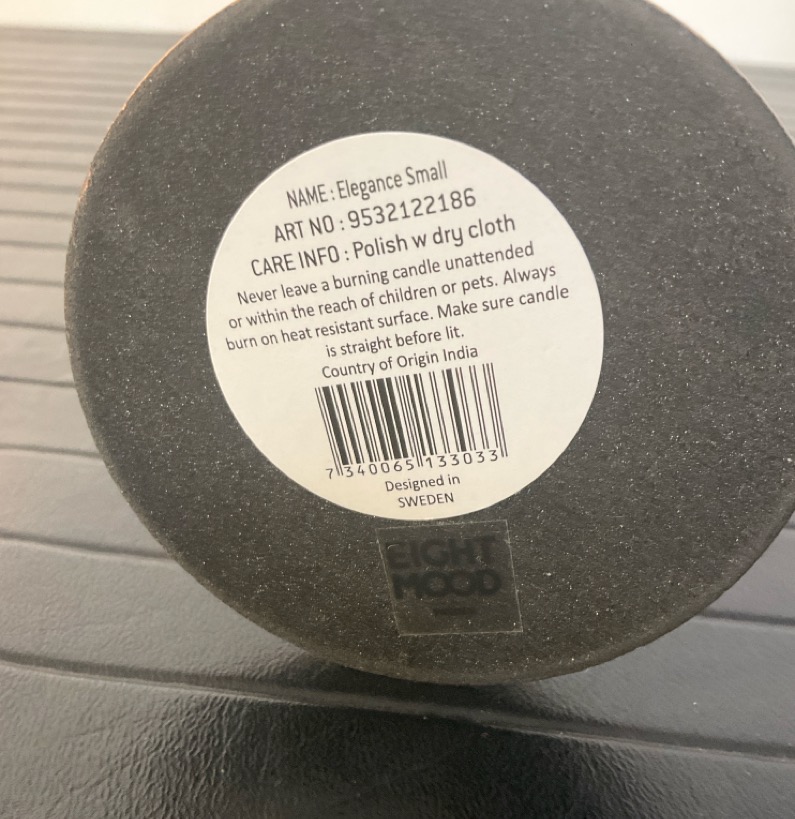 NAME : Elegance Small
ART NO : 9532122186
CARE INFO : Polish w dry cloth
Never leave a burning candle unattended
or within the reach of children or pets. Always
burn on heat resistant surface. Make sure candle
is straight before lit.
Country of Origin India
7 340065 133033
Designed in
SWEDEN
EIGHT
MOOD